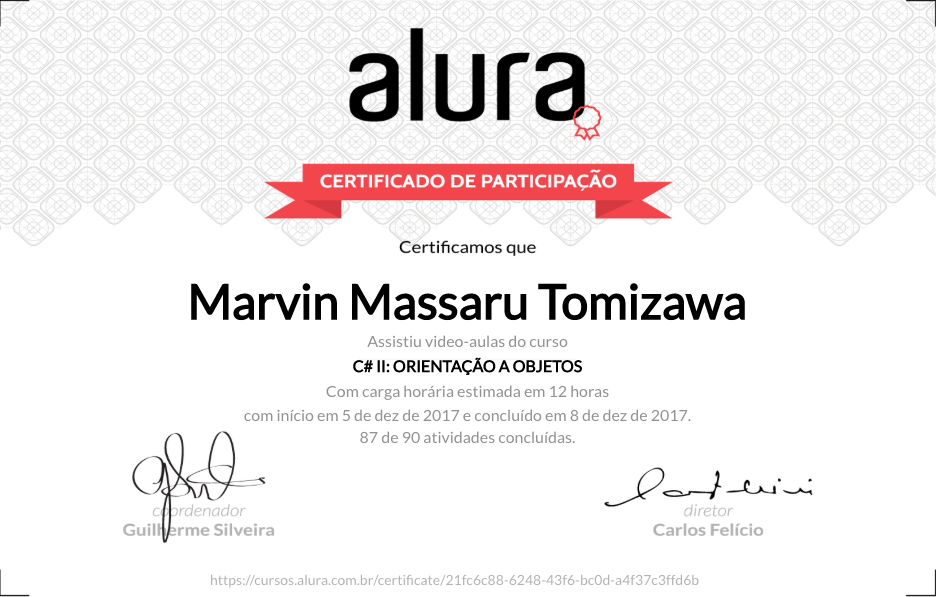 alura
CERTIFICADO DE PARTICIPAÇÃO
Certificamos que
Marvin Massaru Tomizawa
Assistiu video-aulas do curso
C# II: ORIENTAÇÃO A OBJETOS
Com carga horária estimada em 12 horas
com início em 5 de dez de 2017 e concluído em 8 de dez de 2017.
87 de 90 atividades concluídas.
coordenador
Guilherme Silveira
diretor
Carlos Felício
https://cursos.alura.com.br/certificate/21fc6c88-6248-43f6-bc0d-a4f37c3ffd6b